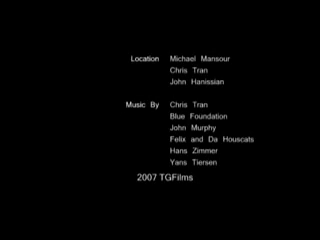 Location Michael Mansour
Chris Tran
John Hanissian
Music By Chris Tran
Blue Foundation
John Murphy
Felix and Da Houscats
Hans Zimmer
Yans Tiersen
2007 TGFilms